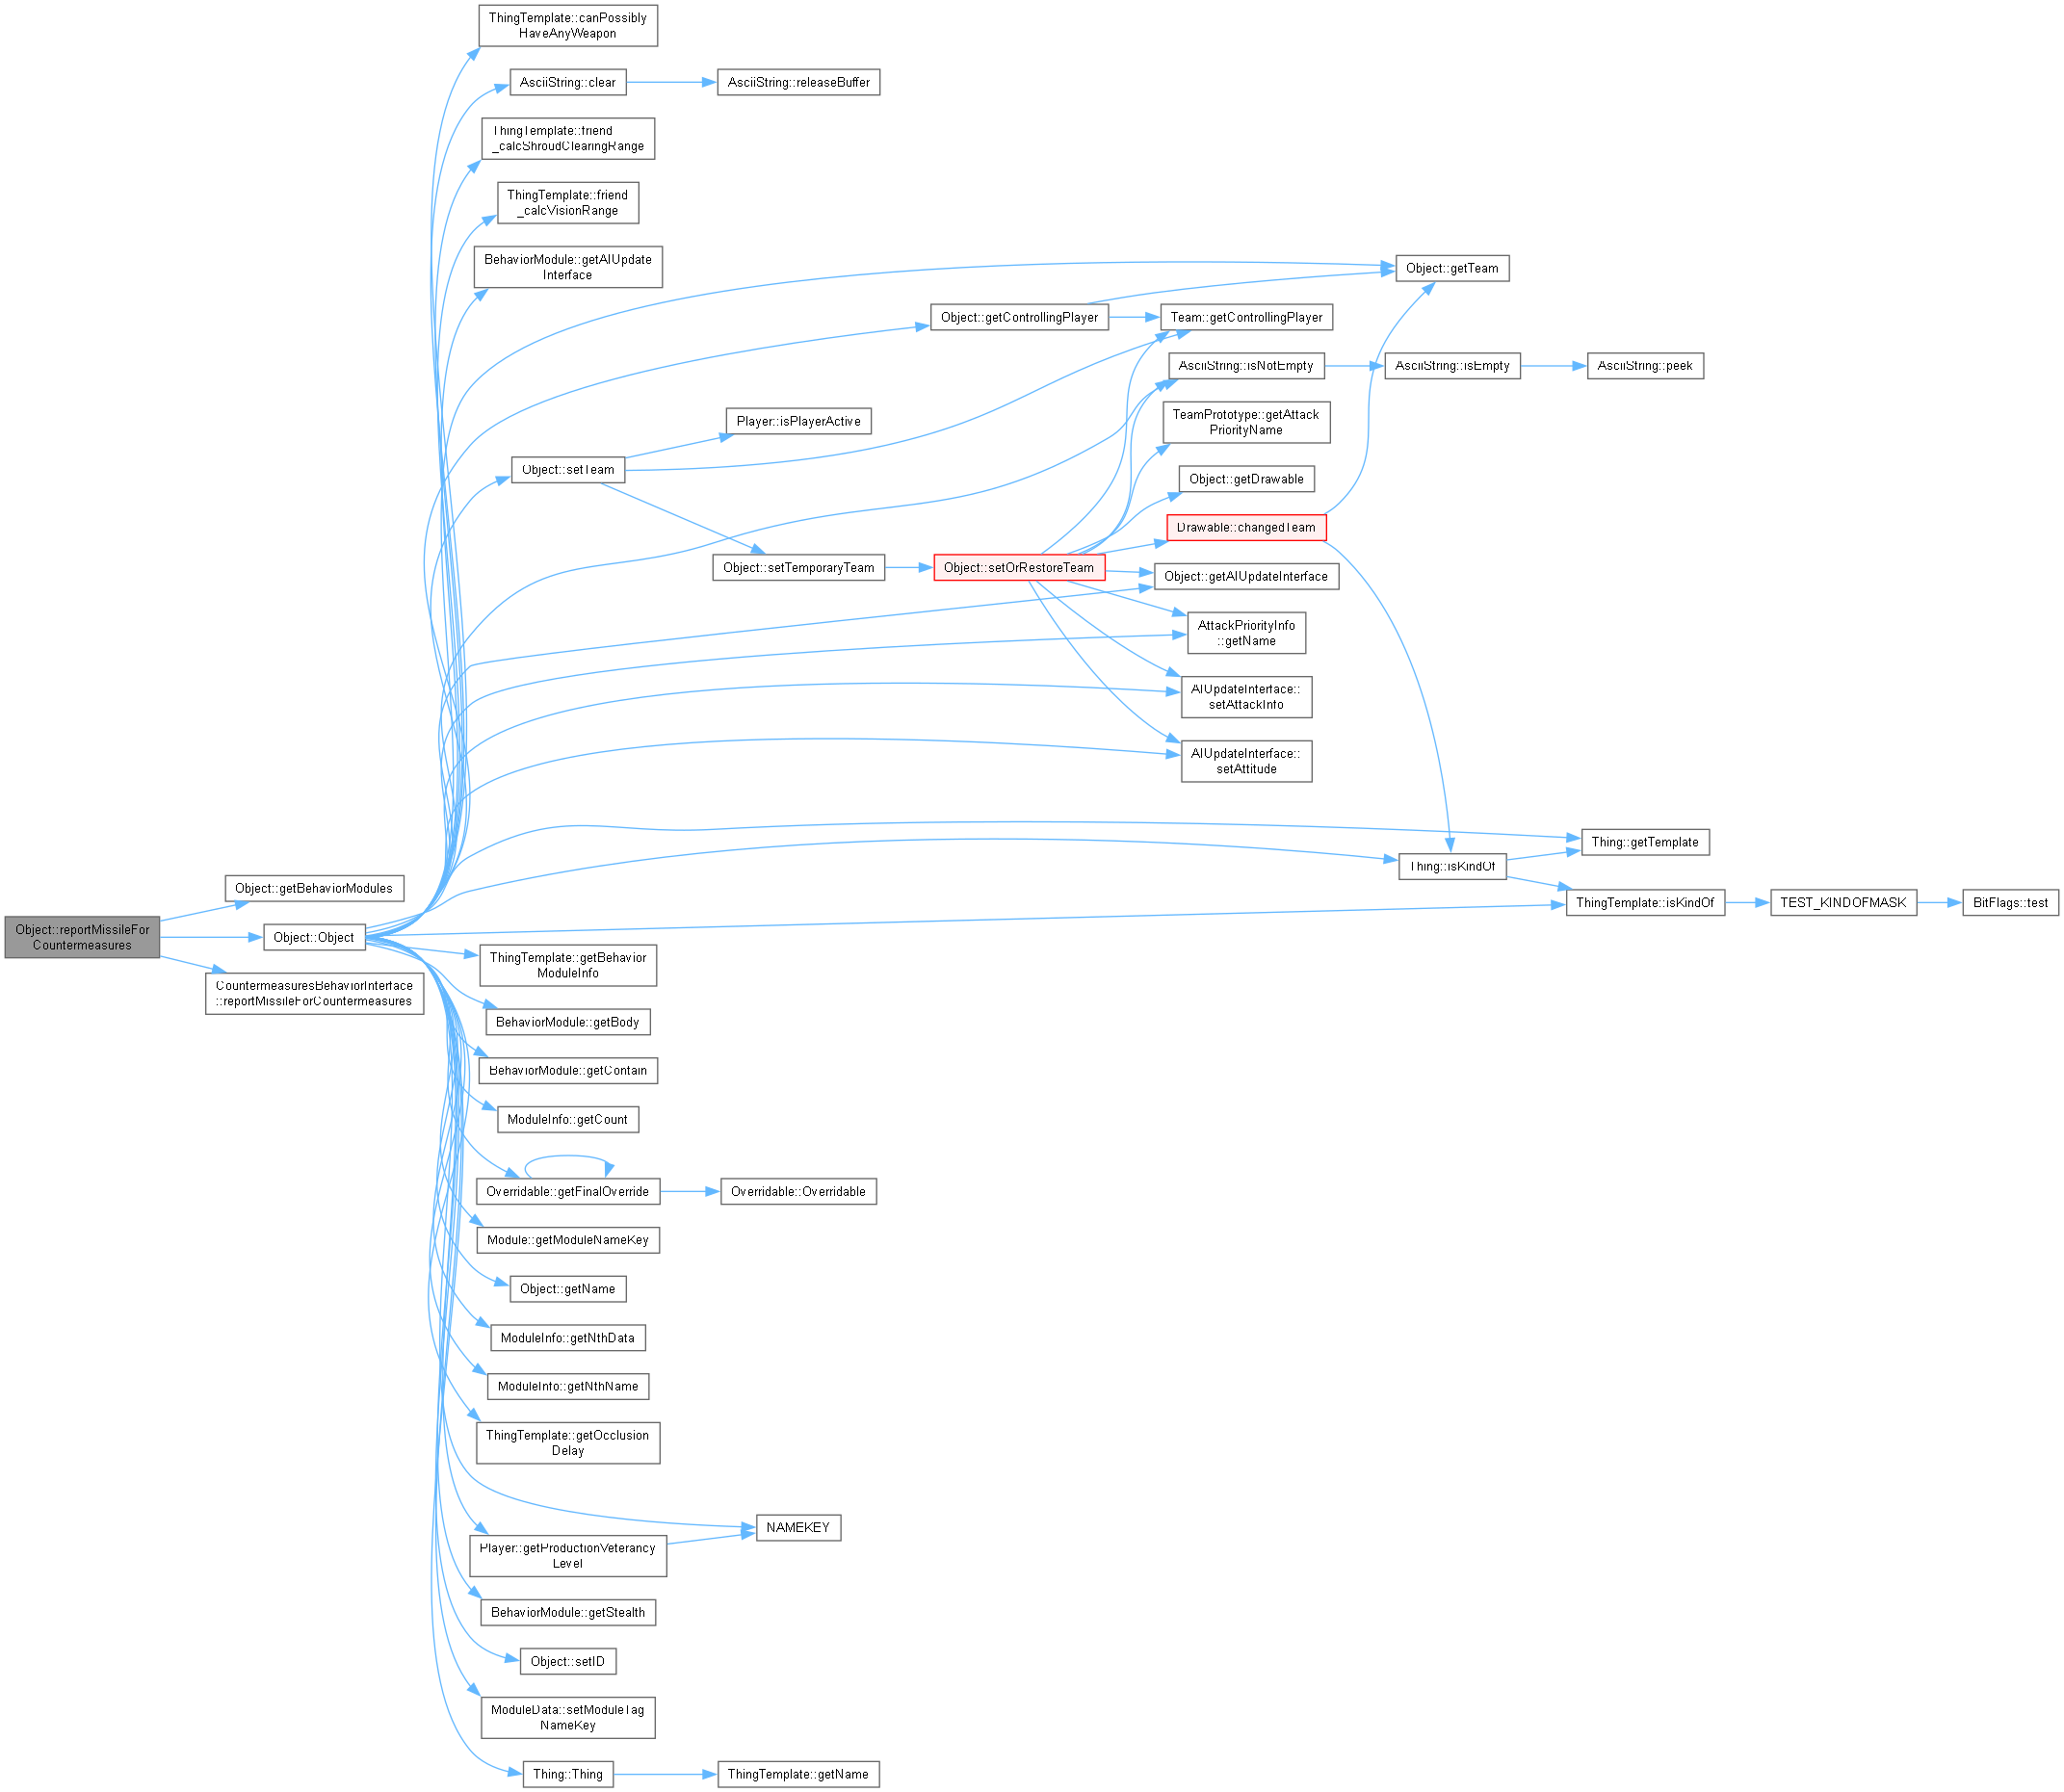 ThingTemplate::canPossibly
HaveAnyWeapon
AsciiString::clear
AsciiString::releaseBuffer
ThingTemplate::friend
_calcShroudClearingRange
ThingTemplate::friend
_calcVisionRange
BehaviorModule::getAIUpdate
Interface
Object::getTeam
Object::getControllingPlayer
Team::getControllingPlayer
AsciiString::isNotEmpty
AsciiString::isEmpty
AsciiString::peek
Player::isPlayerActive
TeamPrototype::getAttack
PriorityName
Object::setTeam
Object::getDrawable
Drawable::changedTeam
Object::setTemporaryTeam
Object::setOrRestoreTeam
Object::getAIUpdateInterface
AttackPriorityInfo
::getName
AIUpdateInterface::
setAttackInfo
AIUpdateInterface::
setAttitude
Thing::getTemplate
Thing::isKindOf
Object::getBehaviorModules
ThingTemplate::isKindOf
TEST_KINDOFMASK
BitFlags::test
Object::reportMissileFor
Countermeasures
Object::Object
ThingTemplate::getBehavior
ModuleInfo
CountermeasuresBehaviorInterface
::reportMissileForCountermeasures
BehaviorModule::getBody
BehaviorModule::getContain
ModuleInfo::getCount
Overridable::getFinalOverride
Overridable::Overridable
Module::getModuleNameKey
Object::getName
ModuleInfo::getNthData
ModuleInfo::getNthName
ThingTemplate::getOcclusion
Delay
NAMEKEY
Player::getProductionVeterancy
Level
BehaviorModule::getStealth
Object::setID
ModuleData::setModuleTag
NameKey
Thing::Thing
ThingTemplate::getName